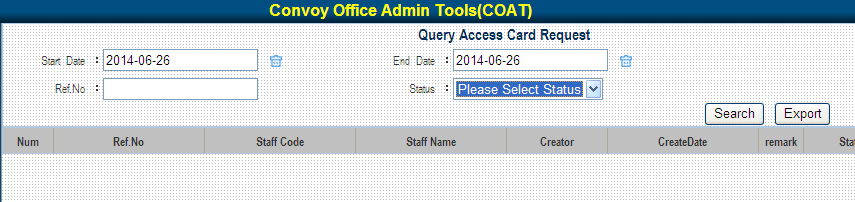 Convoy Office Admin Tools(COAT)
Query Access Card Request
Start Date : 2014-06-26 End Date : 2014-06-26
Ref.No : Status : Please Select Status
Search Export
Num Ref.No Staff Code Staff Name Creator CreateDate remark